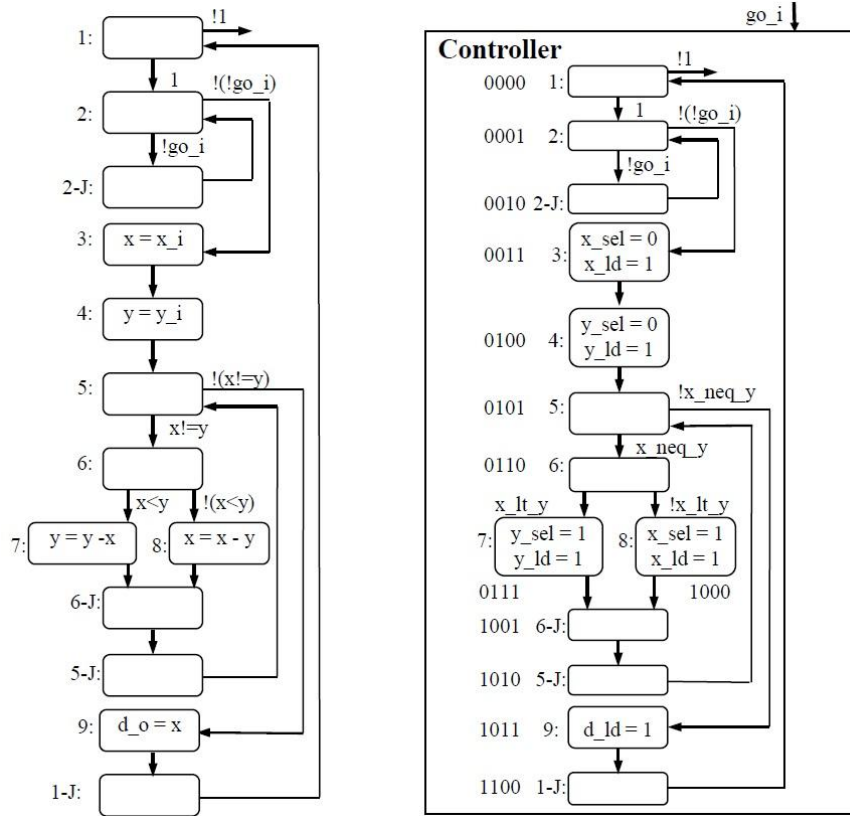 !1
1:
1
!(!go_i)
2:
!go_i
2-J:
3: x = x_i
4: y = y_i
5:
!(x!=y)
x!=y
6:
x<y
!(x<y)
7: y = y -x
8: x = x - y
6-J:
5-J:
9: d_o = x
1-J:
go_i
Controller
!1
0000 1:
1
!(!go_i)
0001 2:
!go_i
0010 2-J:
x_sel = 0
0011 3:
x_ld = 1
y_sel = 0
0100 4:
y_ld = 1
!x_neq_y
0101 5:
x_neq_y
0110 6:
x_lt_y
!x_lt_y
7:
y_sel = 1
y_ld = 1
8:
x_sel = 1
x_ld = 1
0111
1000
1001 6-J:
1010 5-J:
1011 9: d_ld = 1
1100 1-J: